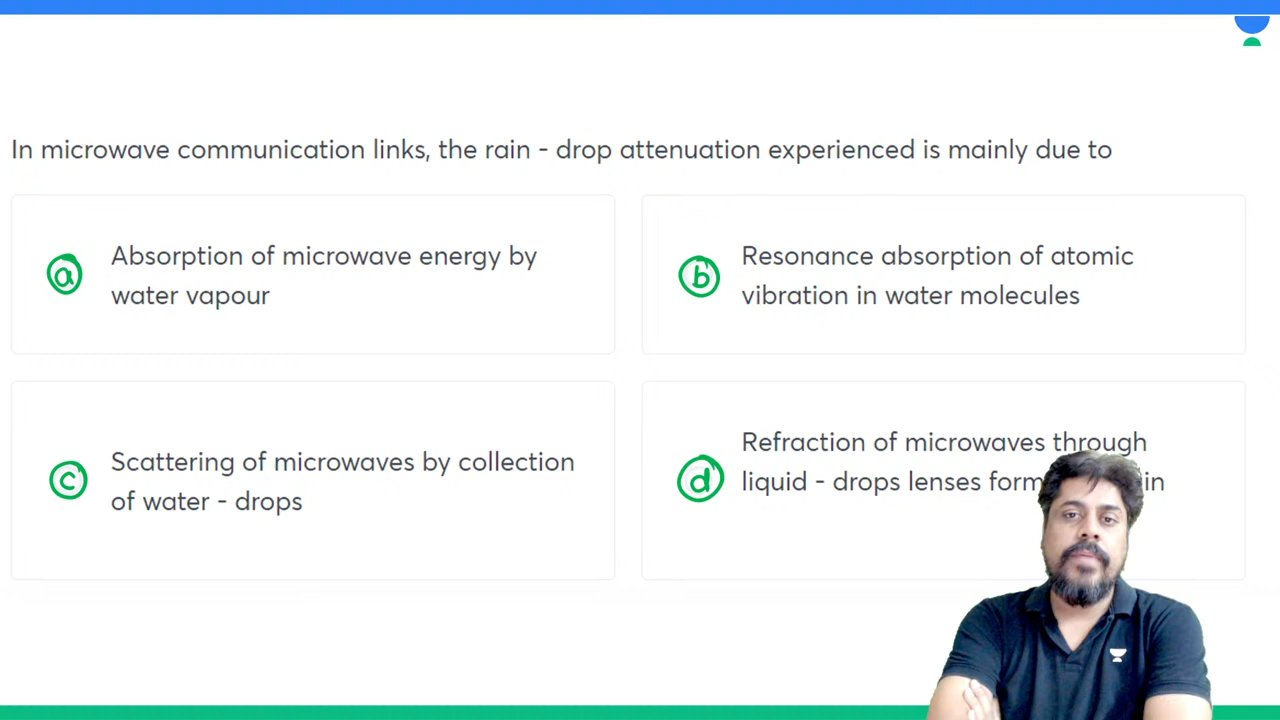 In microwave communication links, the rain - drop attenuation experienced is mainly due to
a
Absorption of microwave energy by
water vapour
b
Resonance absorption of atomic
vibration in water molecules
c
Scattering of microwaves by collection
of water - drops
d
Refraction of microwaves through
liquid - drops lenses in